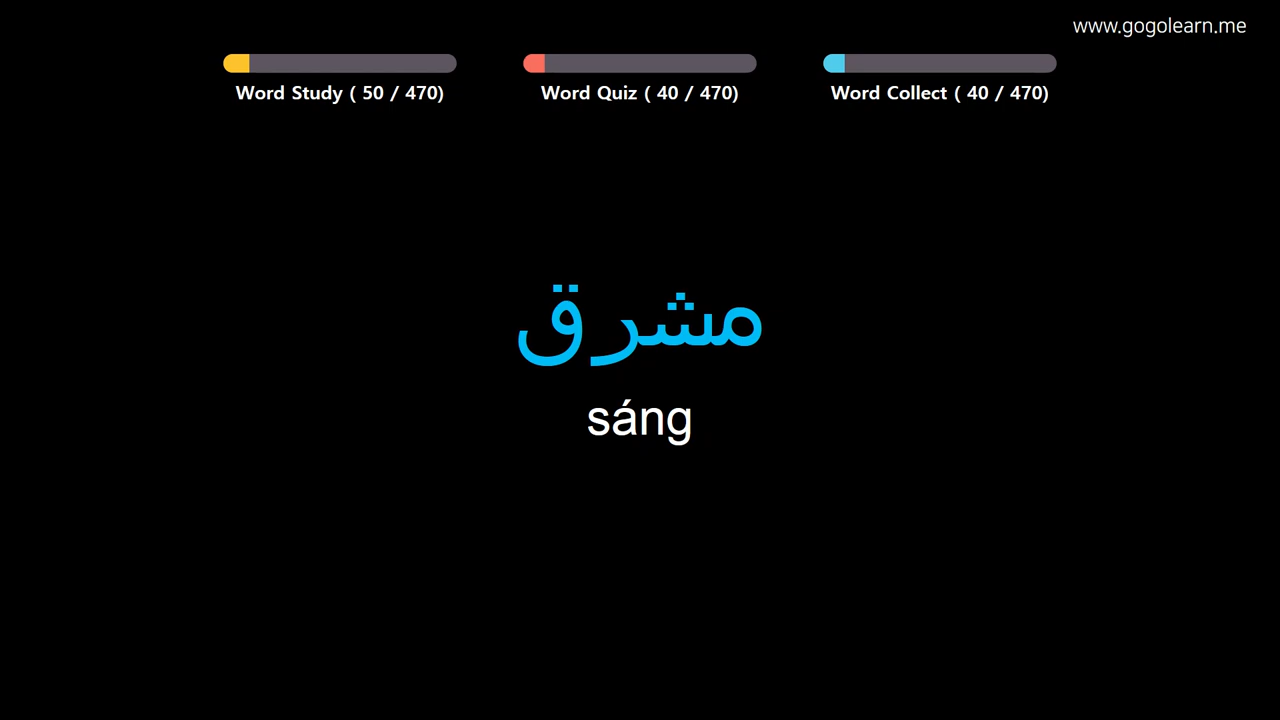 www.gogolearn.me
Word Study ( 50 / 470)
Word Quiz ( 40 / 470)
Word Collect ( 40 / 470)
مشرق
sáng